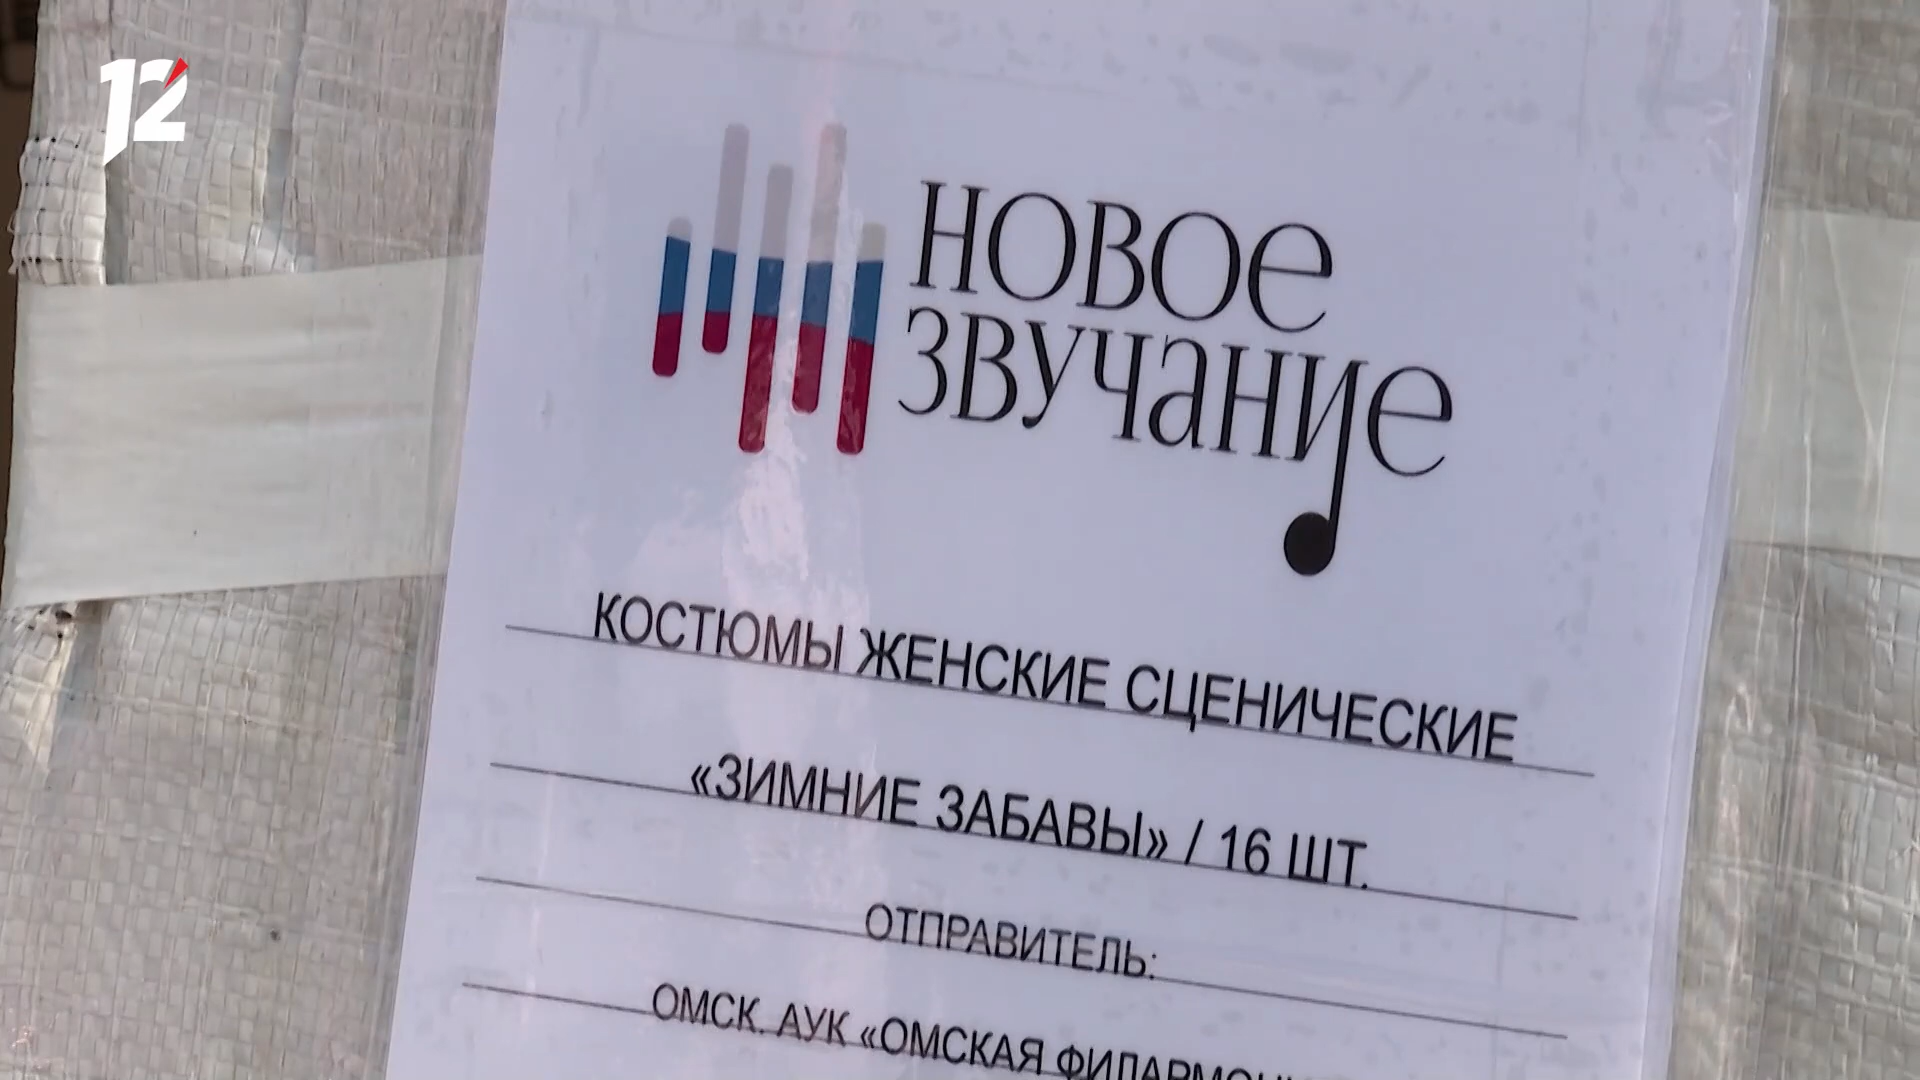 12
НОВОЕ
ЗВУЧАНИЕ
КОСТЮМЫ ЖЕНСКИЕ СЦЕНИЧЕСКИЕ
«ЗИМНИЕ ЗАБАВЫ» / 16 ШТ.
ОТПРАВИТЕЛЬ:
ОМСК. АУК «ОМСКАЯ